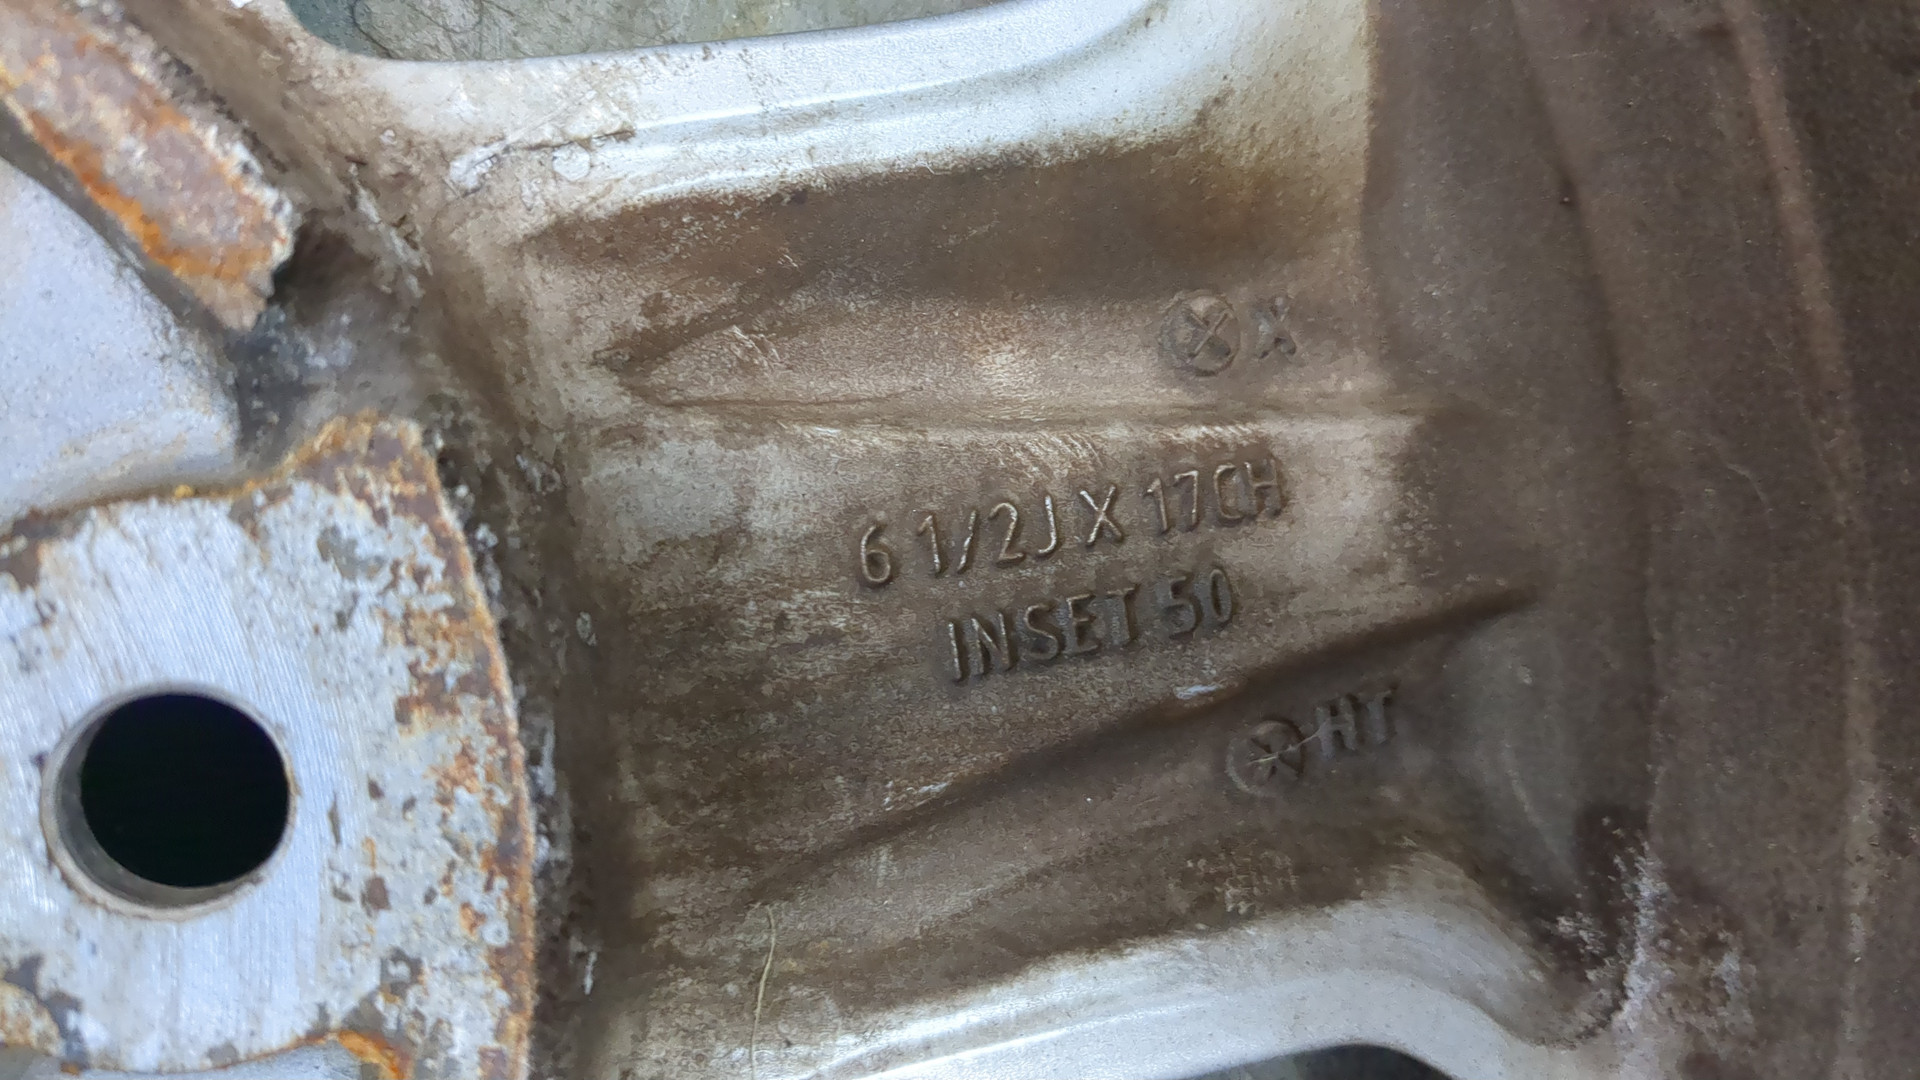 X X
6 1/2J X 17CH
INSET 50
HT